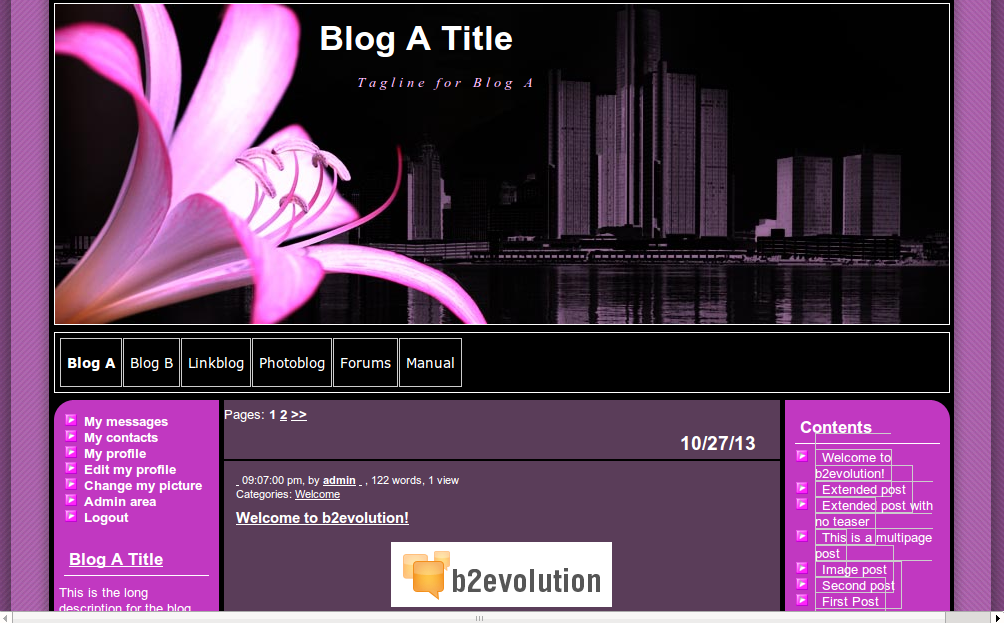 Blog A Title
Tagline for Blog A
Blog A Blog B Linkblog Photoblog Forums Manual
My messages
My contacts
My profile
Edit my profile
Change my picture
Admin area
Logout
Blog A Title
This is the long
description for the blog
Pages: 1 2 >>
10/27/13
09:07:00 pm, by admin , 122 words, 1 view
Categories: Welcome
Welcome to b2evolution!
b2evolution
Contents
Welcome to
b2evolution!
Extended post
Extended post with
no teaser
This is a multipage
post
Image post
Second post
First Post